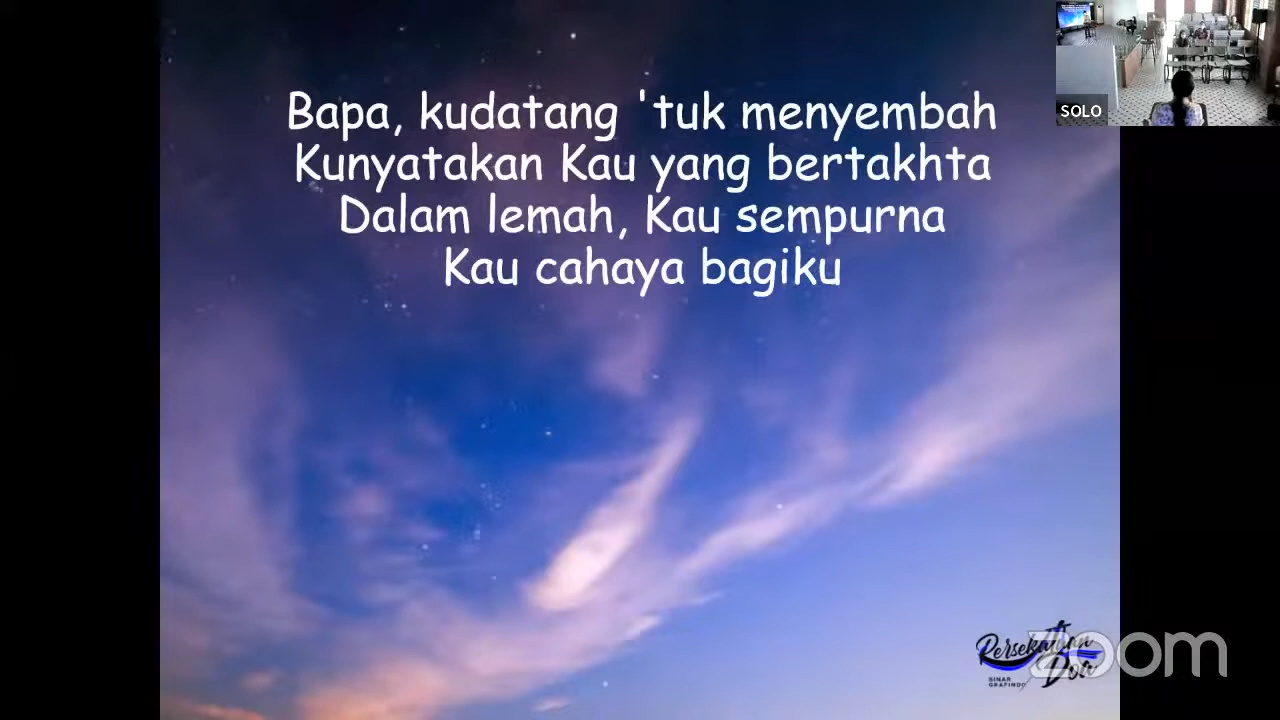 Bapa, kudatang 'tuk menyembah
Kunyatakan Kau yang bertakhta
Dalam lemah, Kau sempurna
Kau cahaya bagiku
SOLO
Persekutuan
Doa
SINAR
GRAFINDO
zoom